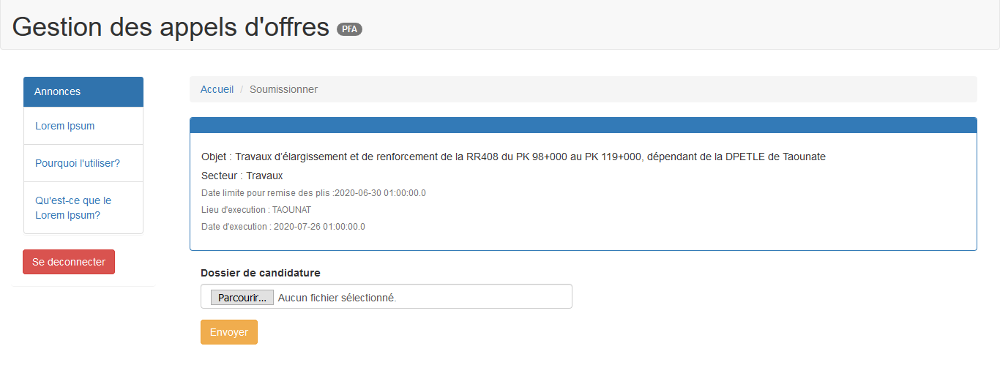 Gestion des appels d'offres PFA
Annonces
Lorem Ipsum
Pourquoi l'utiliser?
Qu'est-ce que le
Lorem Ipsum?
Se deconnecter
Accueil / Soumissionner
Objet : Travaux d'élargissement et de renforcement de la RR408 du PK 98+000 au PK 119+000, dépendant de la DPETLE de Taounate
Secteur : Travaux
Date limite pour remise des plis :2020-06-30 01:00:00.0
Lieu d'execution : TAOUNAT
Date d'execution : 2020-07-26 01:00:00.0
Dossier de candidature
Parcourir... Aucun fichier sélectionné.
Envoyer